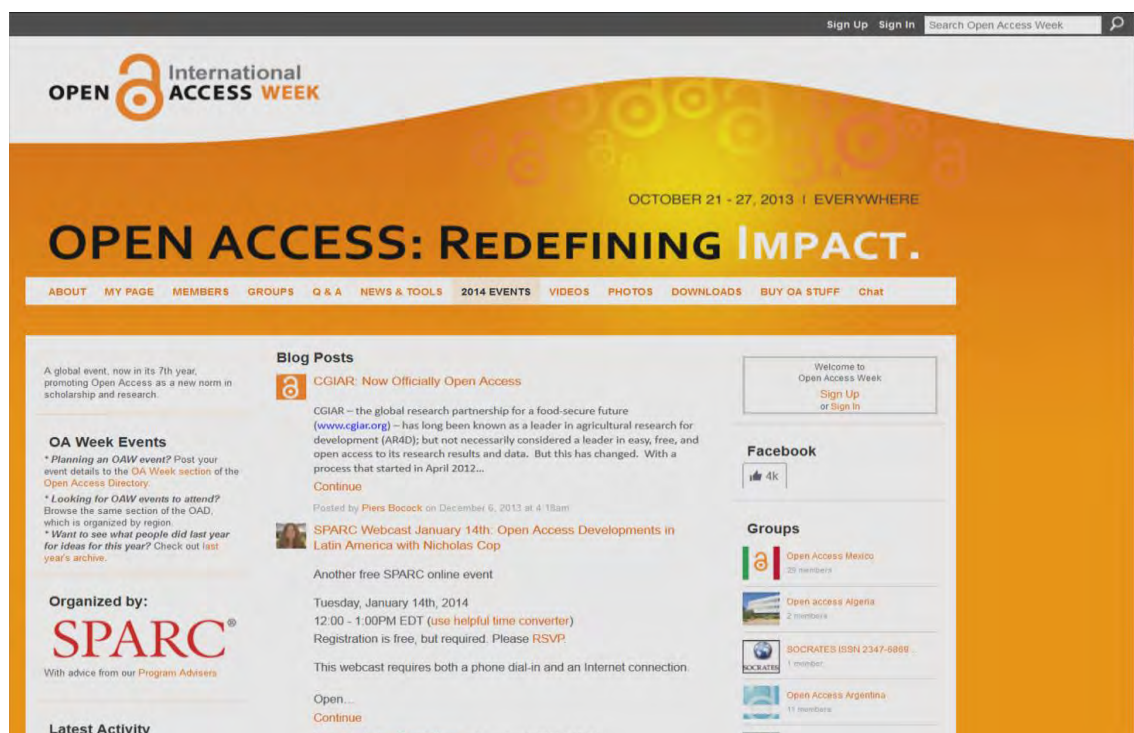 Sign Up Sign In Search Open Access Week
OPEN International
ACCESS WEEK
OCTOBER 21 - 27, 2013 | EVERYWHERE
OPEN ACCESS: REDEFINING IMPACT.
ABOUT MY PAGE MEMBERS GROUPS Q & A NEWS & TOOLS 2014 EVENTS VIDEOS PHOTOS DOWNLOADS BUY OA STUFF Chat
A global event, now in its 7th year,
promoting Open Access as a new norm in
scholarship and research.
OA Week Events
* Planning an OAW event? Post your
event details to the OA Week section of the
Open Access Directory.
* Looking for OAW events to attend?
Browse the same section of the OAD,
which is organized by region.
* Want to see what people did last year
for ideas for this year? Check out last
year's archive.
Organized by:
SPARC®
With advice from our Program Advisers
Latest Activity
Blog Posts
CGIAR: Now Officially Open Access
CGIAR – the global research partnership for a food-secure future
(www.cgiar.org) – has long been known as a leader in agricultural research for
development (AR4D); but not necessarily considered a leader in easy, free, and
open access to its research results and data. But this has changed. With a
process that started in April 2012...
Continue
Posted by Piers Bocock on December 6, 2013 at 4:18am
SPARC Webcast January 14th: Open Access Developments in
Latin America with Nicholas Cop
Another free SPARC online event
Tuesday, January 14th, 2014
12:00 - 1:00PM EDT (use helpful time converter)
Registration is free, but required. Please RSVP.
This webcast requires both a phone dial-in and an Internet connection.
Open...
Continue
Welcome to
Open Access Week
Sign Up
or Sign In
Facebook
4k
Groups
Open Access Mexico
29 members
Open access Algeria
2 members
SOCRATES
SOCRATES ISSN 2347-6869...
1 member
Open Access Argentina
11 members